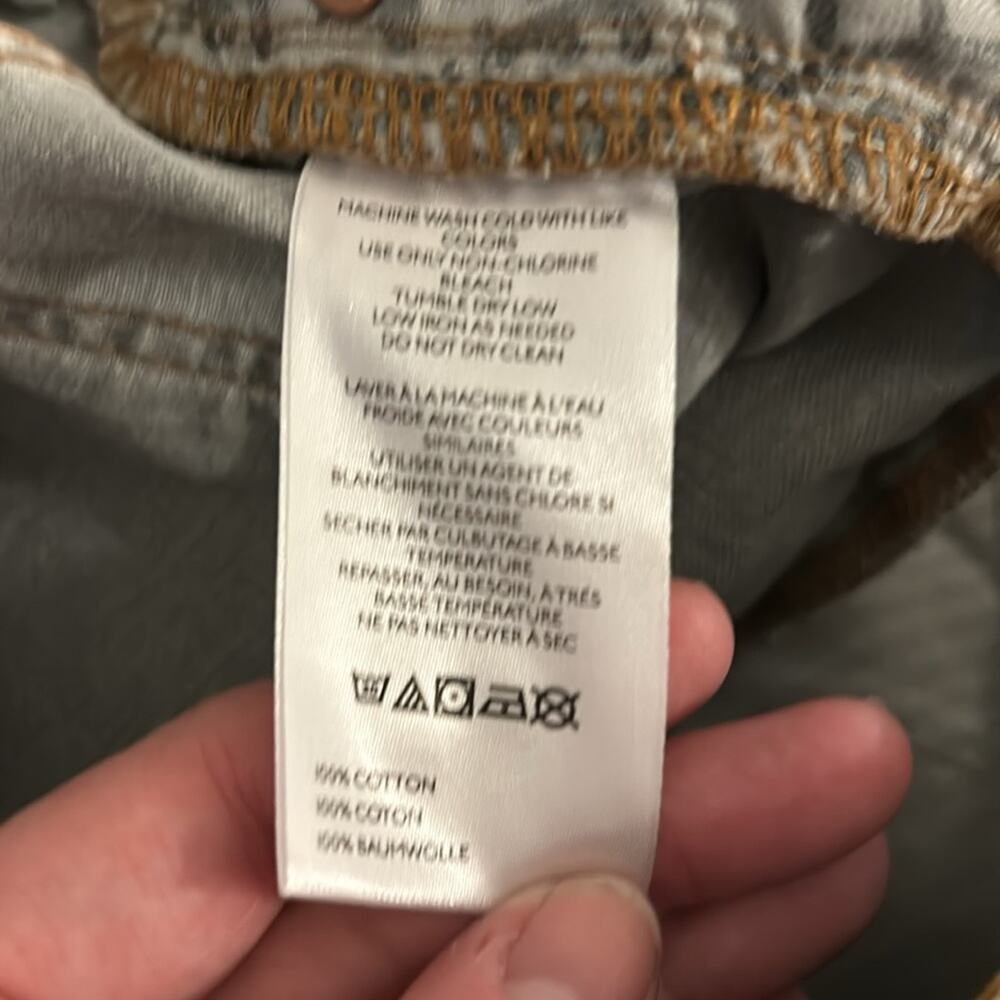 MACHINE WASH COLD WITH LIKE
COLORS
USE ONLY NON-CHLORINE
BLEACH
TUMBLE DRY LOW
LOW IRON AS NEEDED
DO NOT DRY CLEAN
LAVER À LA MACHINE À L'EAU
FROIDE AVEC COULEURS
SIMILAIRES
UTILISER UN AGENT DE
BLANCHIMENT SANS CHLORE SI
NÉCESSAIRE
SÉCHER PAR CULBUTAGE À BASSE
TEMPÉRATURE
REPASSER, AU BESOIN, À TRÉS
BASSE TEMPÉRATURE
NE PAS NETTOYER À SEC
100% COTTON
100% COTON
100% BAUMWOLLE